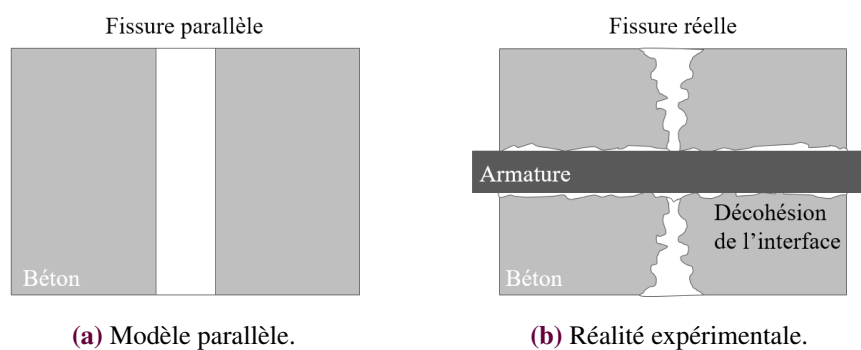 Fissure parallèle
Béton
(a) Modèle parallèle.
Fissure réelle
Armature
Décohésion
de l'interface
Béton
(b) Réalité expérimentale.